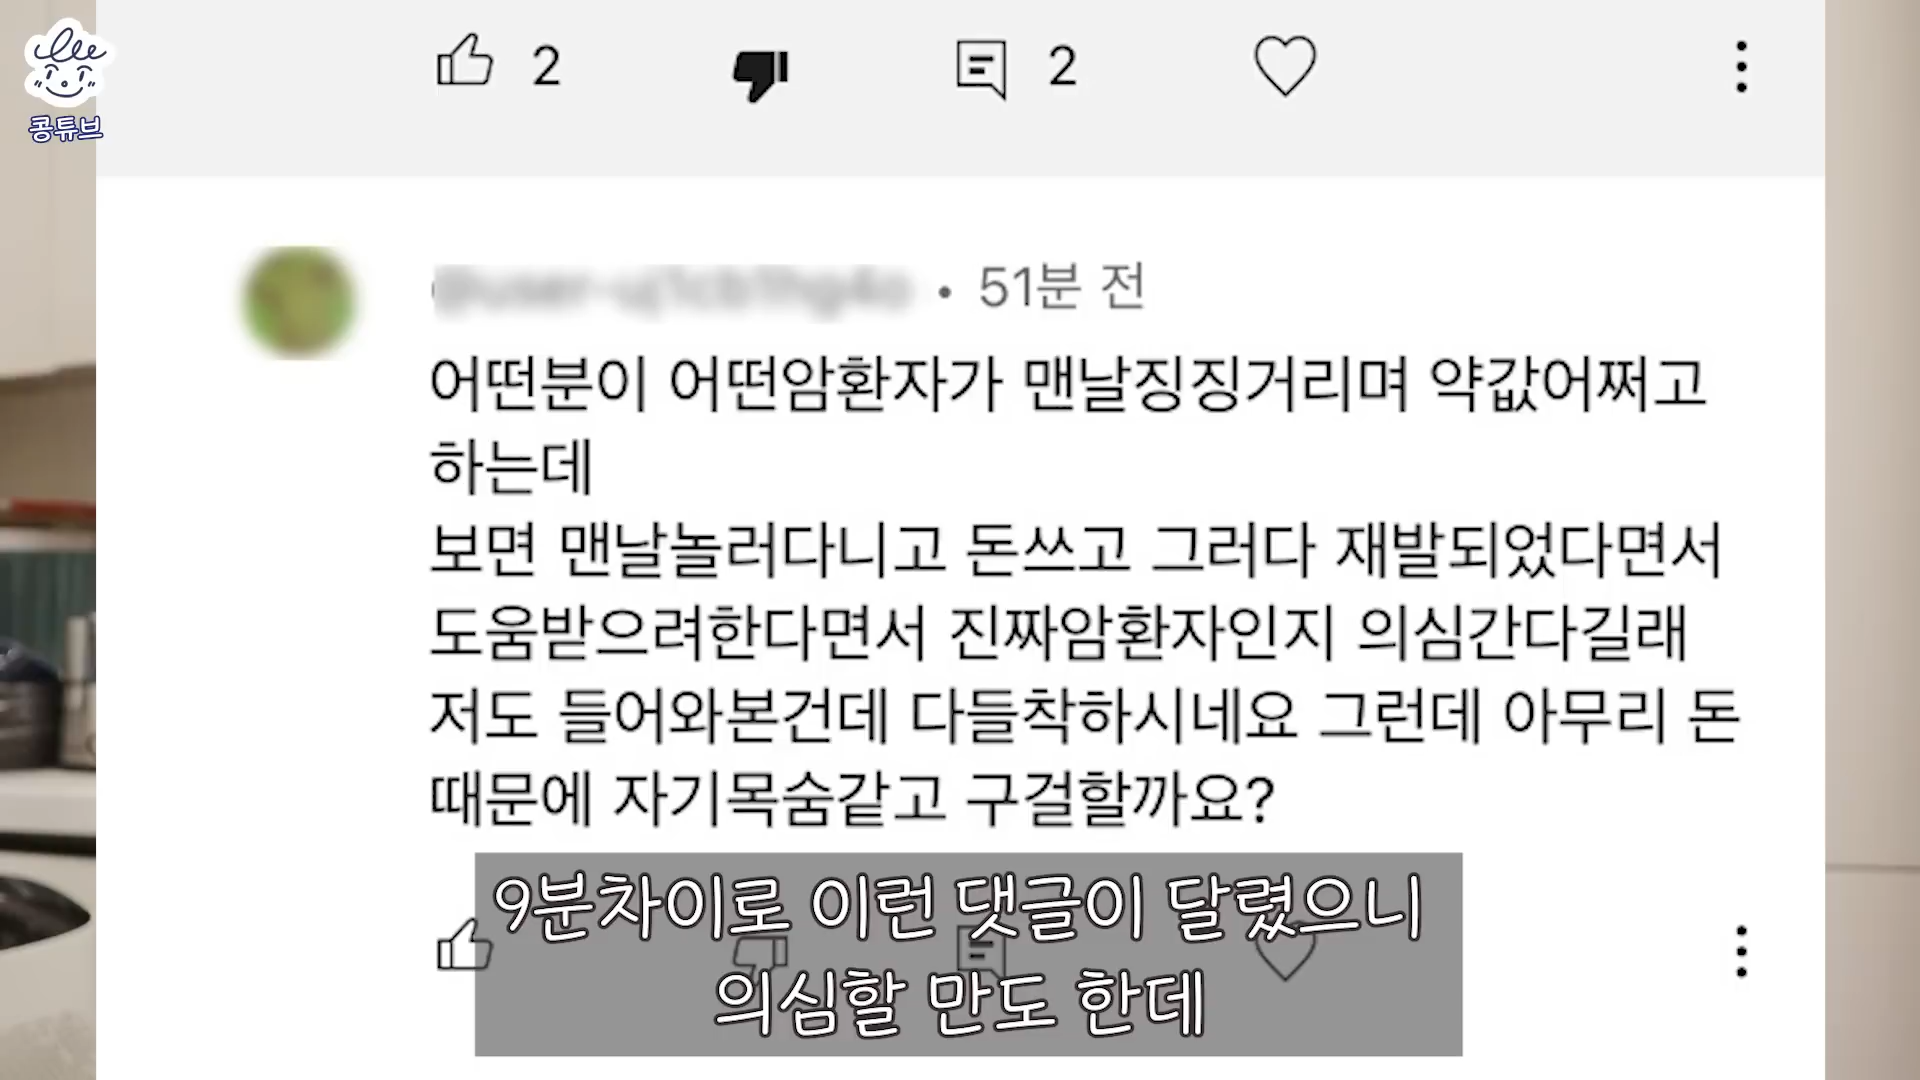 lee
콩튜브
2
2
51분 전
어떤분이 어떤암환자가 맨날징징거리며 약값어쩌고
하는데
보면 맨날놀러다니고 돈쓰고 그러다 재발되었다면서
도움받으려한다면서 진짜암환자인지 의심간다길래
저도 들어와본건데 다들착하시네요 그런데 아무리 돈
때문에 자기목숨같고 구걸할까요?
9분차이로 이런 댓글이 달렸으니
의심할 만도 한데